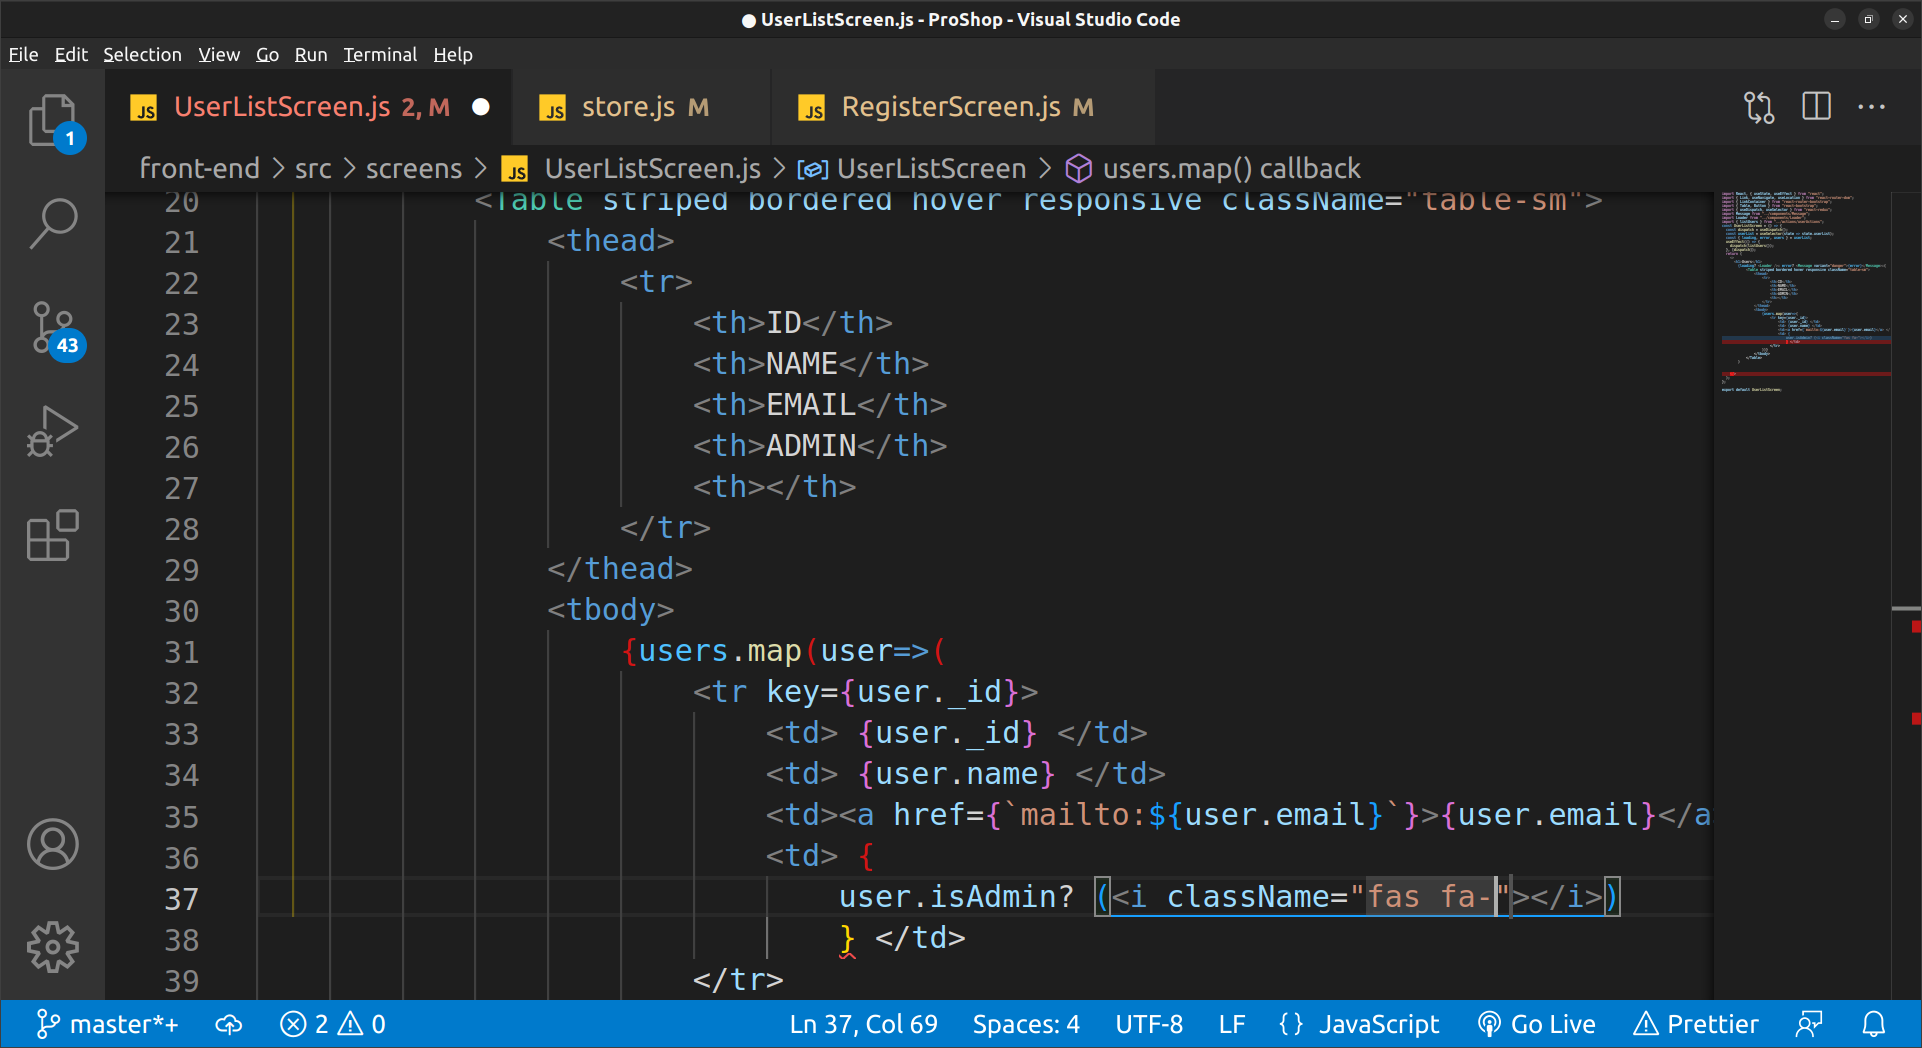 UserListScreen.js - ProShop - Visual Studio Code
File Edit Selection View Go Run Terminal Help
JS UserListScreen.js 2, M
JS store.js M
JS RegisterScreen.js M
front-end > src > screens > JS UserListScreen.js > UserListScreen > users.map() callback
1
43
20 <Table striped bordered hover responsive className="table-sm">
21 <thead>
22 <tr>
23 <th>ID</th>
24 <th>NAME</th>
25 <th>EMAIL</th>
26 <th>ADMIN</th>
27 <th></th>
28 </tr>
29 </thead>
30 <tbody>
31 {users.map(user=>(
32 <tr key={user._id}>
33 <td> {user._id} </td>
34 <td> {user.name} </td>
35 <td><a href={`mailto:${user.email}`}>{user.email}</a
36 <td> {
37 user.isAdmin? (<i className="fas fa-"></i>)
38 } </td>
39 </tr>
master*+ 2 0 Ln 37, Col 69 Spaces: 4 UTF-8 LF {} JavaScript Go Live Prettier